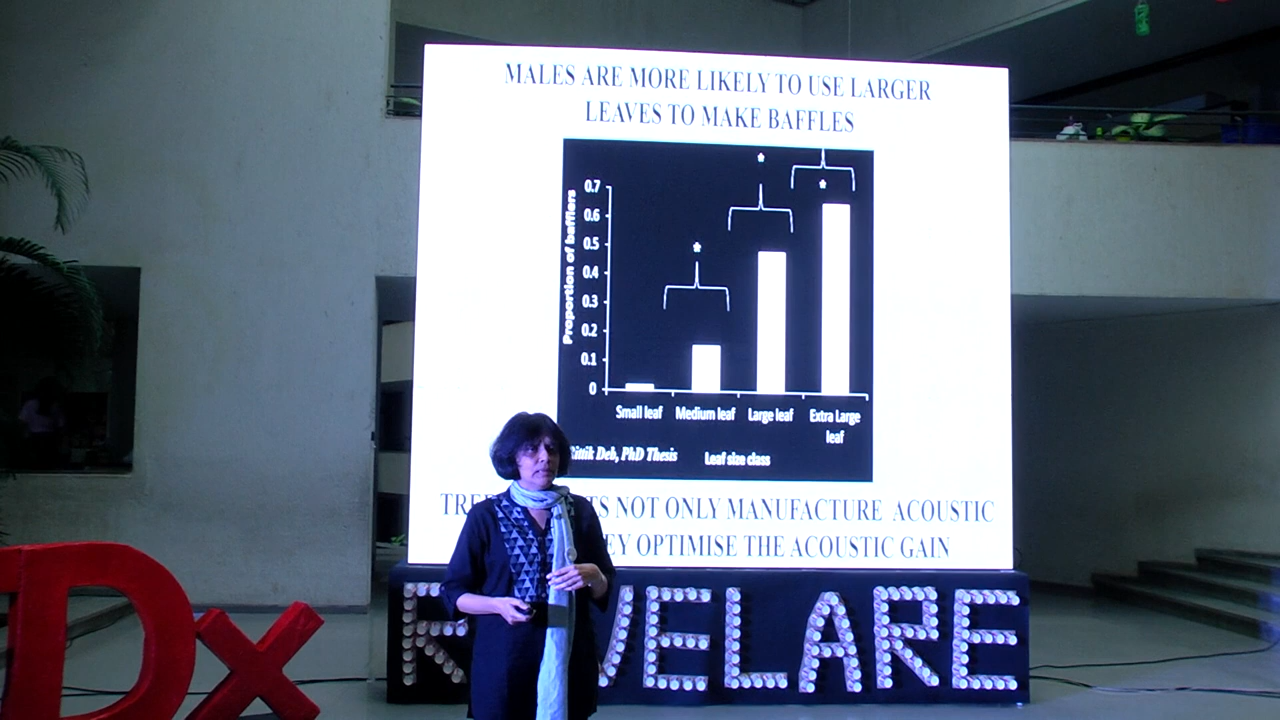 MALES ARE MORE LIKELY TO USE LARGER
LEAVES TO MAKE BAFFLES
Proportion of bafflers
0.7
0.6
0.5
0.4
0.3
0.2
0.1
0
*
*
*
Small leaf Medium leaf Large leaf Extra Large
leaf
Deb, PhD Thesis Leaf size class
NOT ONLY MANUFACTURE ACOUSTIC
OPTIMISE THE ACOUSTIC GAIN
Dx
ELARE